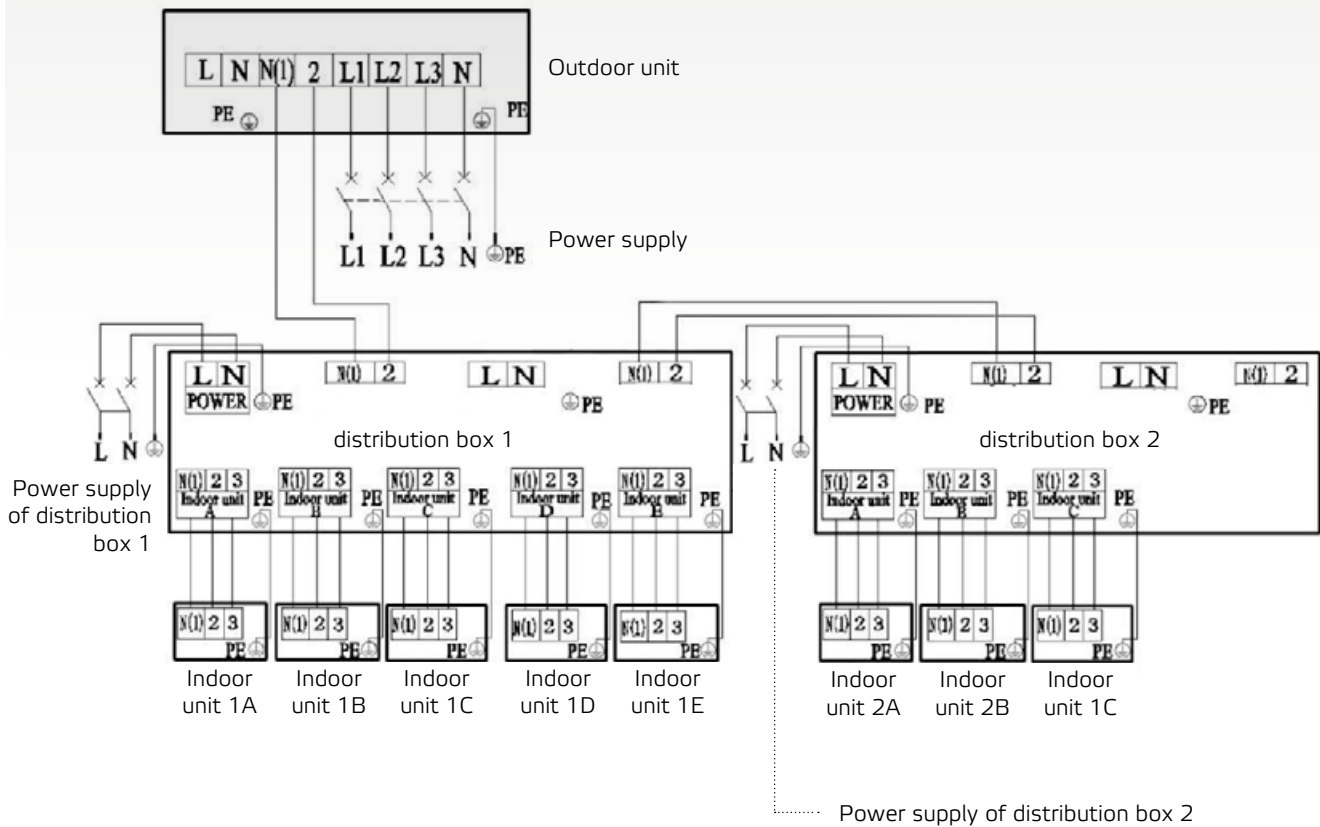 L N N(1) 2 L1 L2 L3 N
Outdoor unit
PE
PE
L1 L2 L3 N PE
Power supply
L N
POWER
PE
N(1) 2
L N
PE
N(1) 2
L N
POWER
PE
N(1) 2
L N
PE
N(1) 2
distribution box 1
distribution box 2
L N
L N
Power supply
of distribution
box 1
N(1) 2 3
Indoor unit
A
PE
N(1) 2 3
Indoor unit
B
PE
N(1) 2 3
Indoor unit
C
PE
N(1) 2 3
Indoor unit
D
PE
N(1) 2 3
Indoor unit
E
PE
N(1) 2 3
Indoor unit
A
PE
N(1) 2 3
Indoor unit
B
PE
N(1) 2 3
Indoor unit
C
PE
N(1) 2 3
PE
N(1) 2 3
PE
N(1) 2 3
PE
N(1) 2 3
PE
N(1) 2 3
PE
N(1) 2 3
PE
N(1) 2 3
PE
N(1) 2 3
PE
Indoor
unit 1A
Indoor
unit 1B
Indoor
unit 1C
Indoor
unit 1D
Indoor
unit 1E
Indoor
unit 2A
Indoor
unit 2B
Indoor
unit 1C
Power supply of distribution box 2